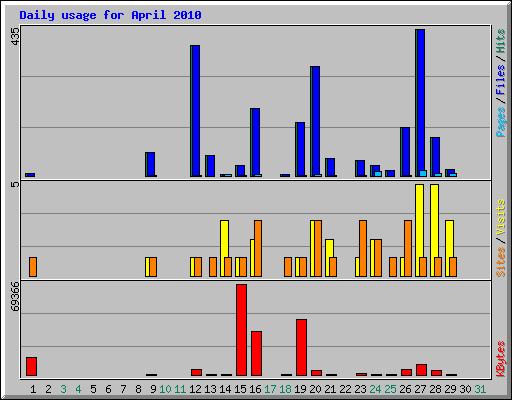 Daily usage for April 2010
435
Pages / Files / Hits
5
Sites / Visits
69366
KBytes
1 2 3 4 5 6 7 8 9 10 11 12 13 14 15 16 17 18 19 20 21 22 23 24 25 26 27 28 29 30 31